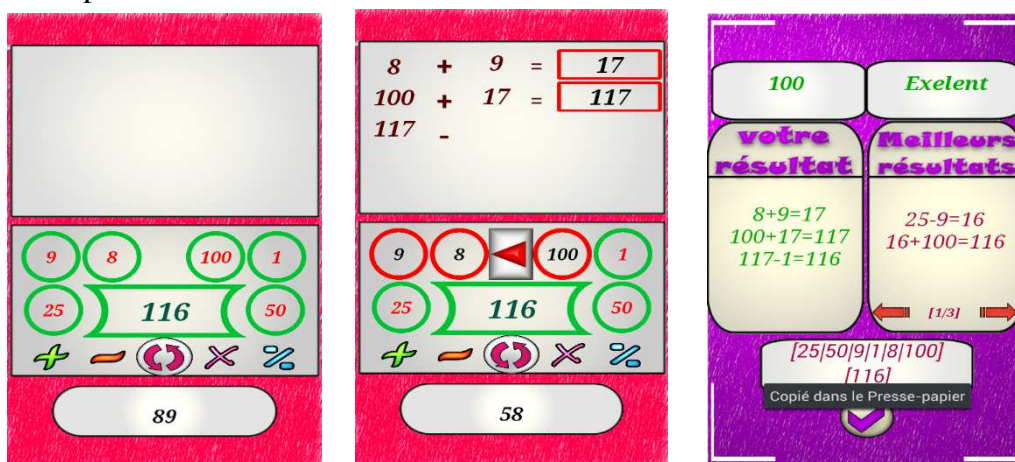 9 8 100 1
25 116 50
89
8 + 9 = 17
100 + 17 = 117
117 -
9 8 100 1
25 116 50
58
100 Exelent
votre résultat
Meilleurs résultats
8+9=17
100+17=117
117-1=116
25-9=16
16+100=116
[1/3]
[25|50|9|1|8|100]
[116]
Copié dans le Presse-papier